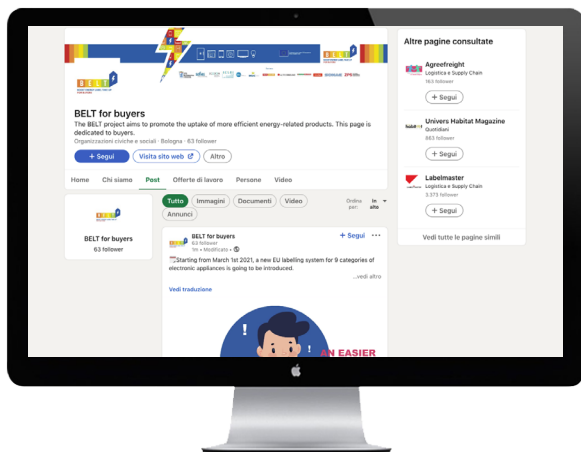 BELT
BELT for buyers
The BELT project aims to promote the uptake of more efficient energy-related products. This page is
dedicated to buyers.
Organizzazioni civiche e sociali · Bologna · 63 follower
+ Segui
Visita sito web
Altro
Home
Chi siamo
Post
Offerte di lavoro
Persone
Video
BELT for buyers
63 follower
Tutto
Immagini
Documenti
Video
Annunci
Ordina
per:
In
alto
BELT for buyers
63 follower
1m • Modificato •
+ Segui
Starting from March 1st 2021, a new EU labelling system for 9 categories of
electronic appliances is going to be introduced.
...vedi altro
Vedi traduzione
!
!
AN EASIER
Altre pagine consultate
Agreefreight
Logistica e Supply Chain
163 follower
+ Segui
Univers Habitat Magazine
Quotidiani
863 follower
+ Segui
Labelmaster
Logistica e Supply Chain
3.373 follower
+ Segui
Vedi tutte le pagine simili